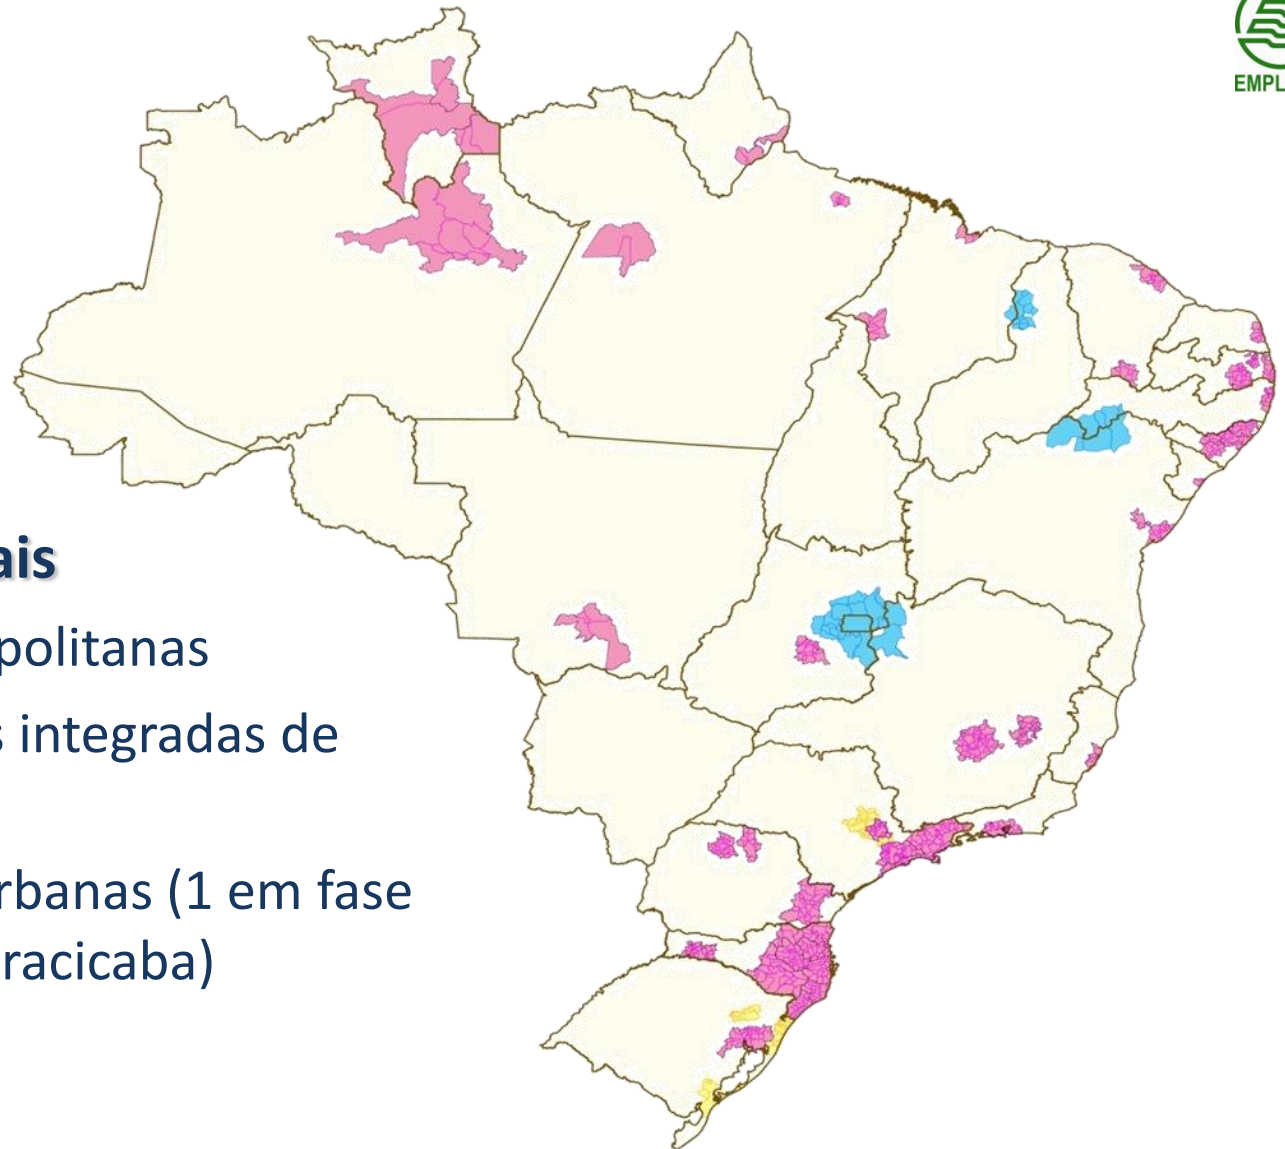 EMPL
ais
politanas
s integradas de
rbanas (1 em fase
racicaba)